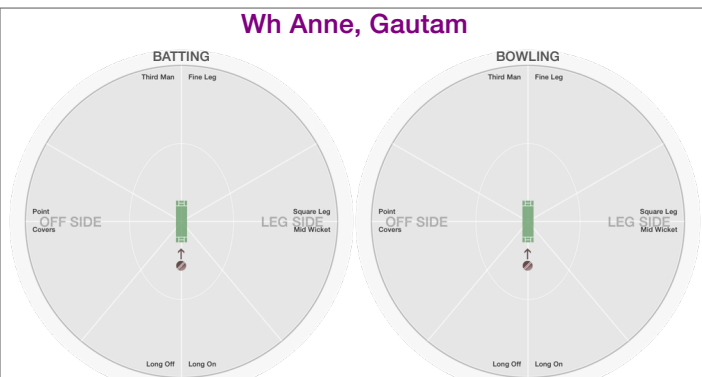 Wh Anne, Gautam
BATTING
Third Man Fine Leg
Point
OFF SIDE
Covers
Square Leg
LEG SIDE
Mid Wicket
Long Off Long On
BOWLING
Third Man Fine Leg
Point
OFF SIDE
Covers
Square Leg
LEG SIDE
Mid Wicket
Long Off Long On